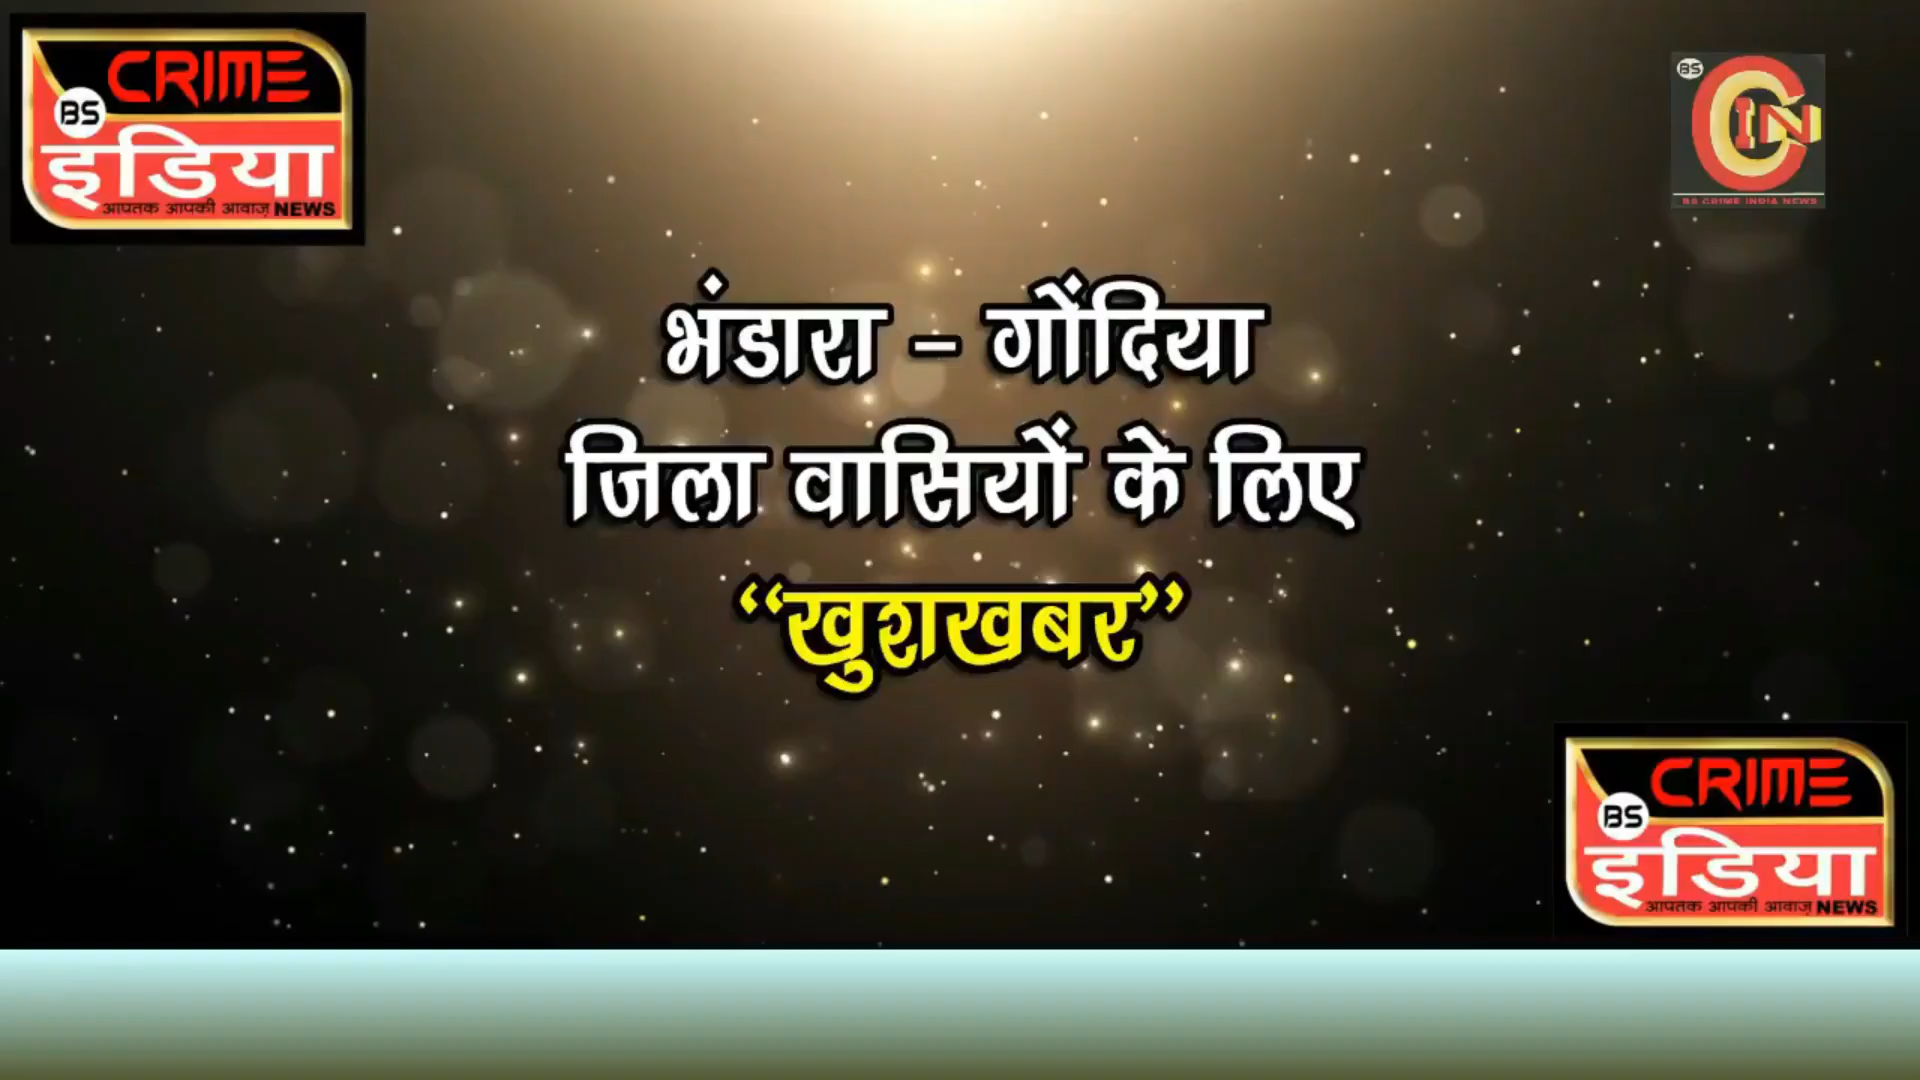 CRIME
BS
इंडिया
आपतक आपकी आवाज़ NEWS
BS
C IN
BS CRIME INDIA NEWS
भंडारा – गोंदिया
जिला वासियों के लिए
“खुशखबर”
CRIME
BS
इंडिया
आपतक आपकी आवाज़ NEWS